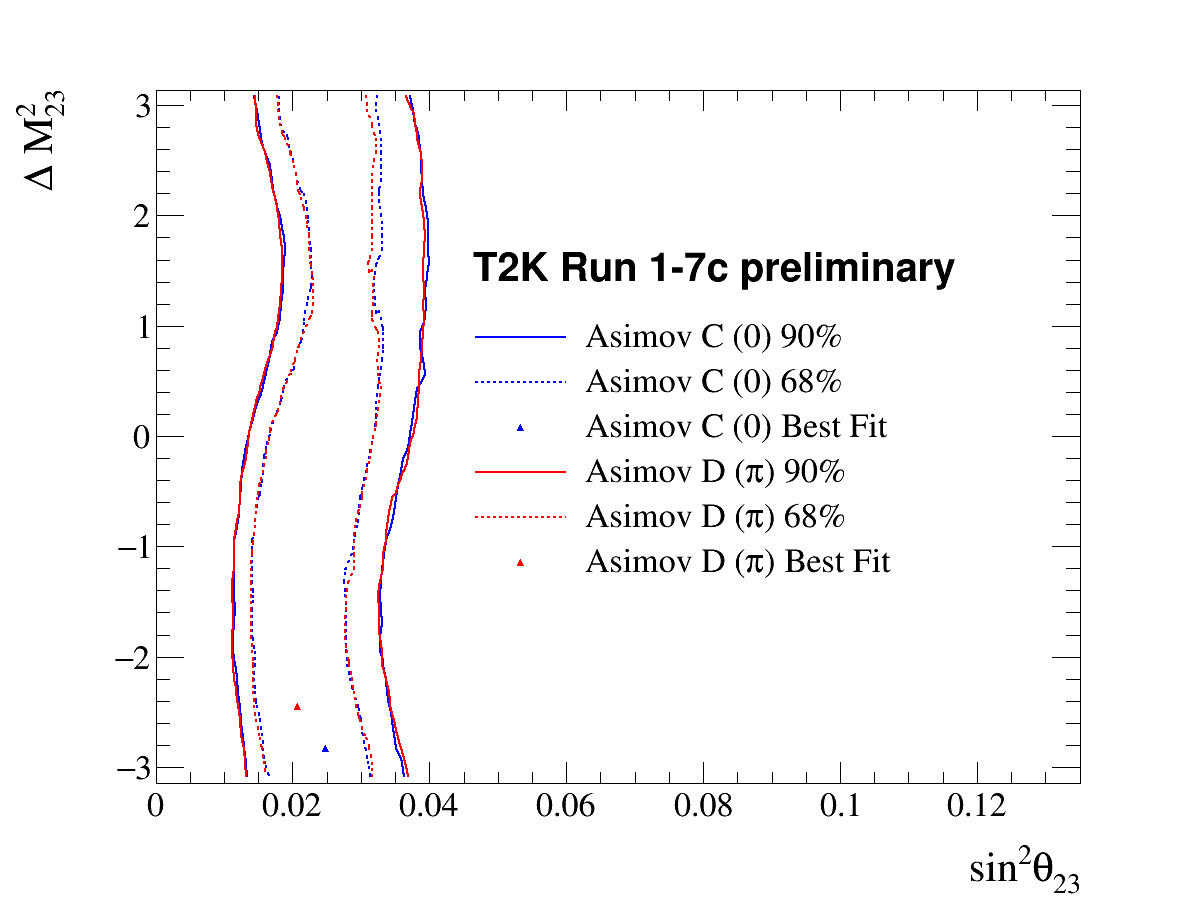 Δ M²₂₃
3
2
1
0
−1
−2
−3
T2K Run 1-7c preliminary
Asimov C (0) 90%
Asimov C (0) 68%
Asimov C (0) Best Fit
Asimov D (π) 90%
Asimov D (π) 68%
Asimov D (π) Best Fit
0 0.02 0.04 0.06 0.08 0.1 0.12
sin²θ₂₃